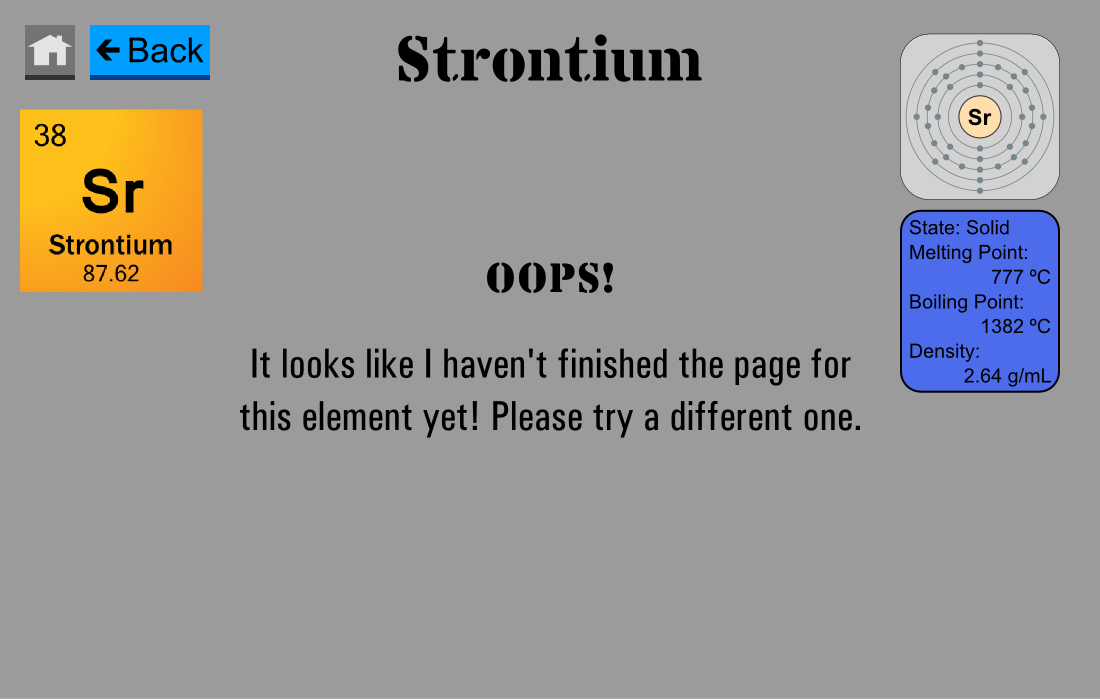 Back
Strontium
38
Sr
Strontium
87.62
Sr
State: Solid
Melting Point:
777 ºC
Boiling Point:
1382 ºC
Density:
2.64 g/mL
OOPS!
It looks like I haven't finished the page for
this element yet! Please try a different one.